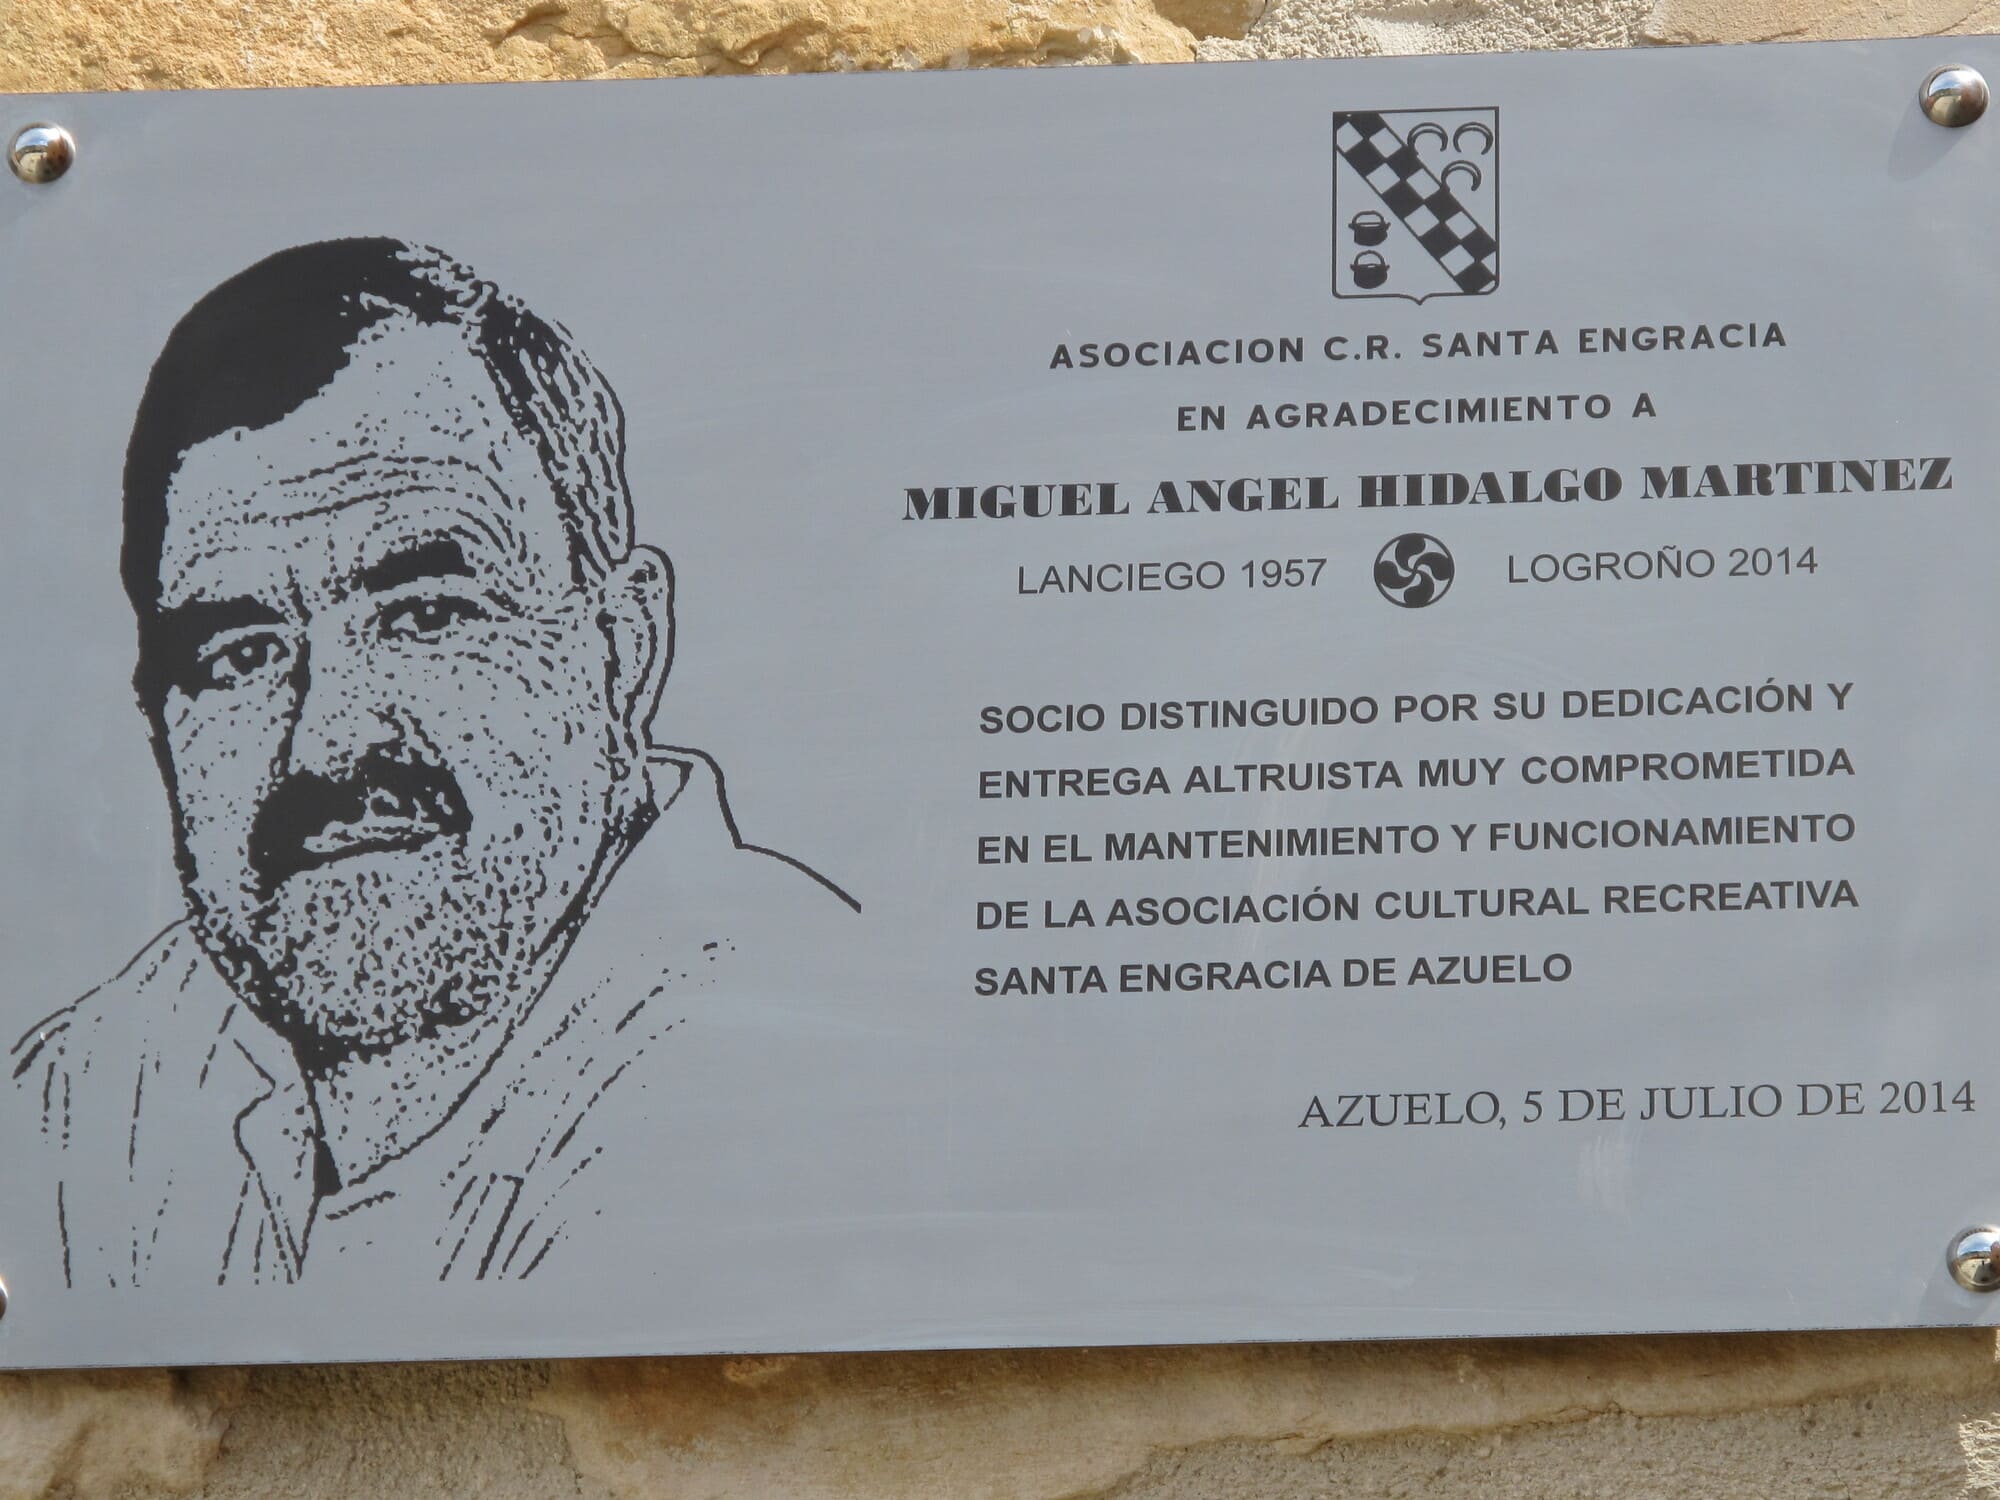 ASOCIACION C.R. SANTA ENGRACIA
EN AGRADECIMIENTO A
MIGUEL ANGEL HIDALGO MARTINEZ
LANCIEGO 1957 LOGROÑO 2014
SOCIO DISTINGUIDO POR SU DEDICACIÓN Y
ENTREGA ALTRUISTA MUY COMPROMETIDA
EN EL MANTENIMIENTO Y FUNCIONAMIENTO
DE LA ASOCIACIÓN CULTURAL RECREATIVA
SANTA ENGRACIA DE AZUELO
AZUELO, 5 DE JULIO DE 2014